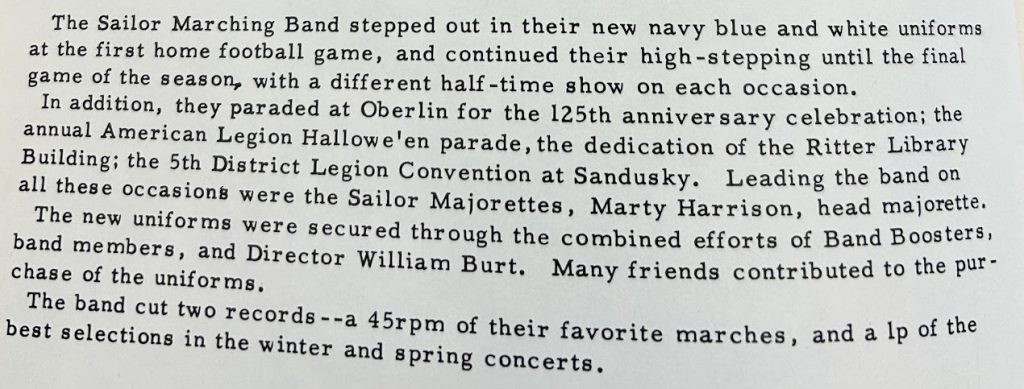 The Sailor Marching Band stepped out in their new navy blue and white uniforms
at the first home football game, and continued their high-stepping until the final
game of the season, with a different half-time show on each occasion.
In addition, they paraded at Oberlin for the 125th anniversary celebration; the
annual American Legion Hallowe'en parade, the dedication of the Ritter Library
Building; the 5th District Legion Convention at Sandusky. Leading the band on
all these occasions were the Sailor Majorettes, Marty Harrison, head majorette.
The new uniforms were secured through the combined efforts of Band Boosters,
band members, and Director William Burt. Many friends contributed to the pur-
chase of the uniforms.
The band cut two records--a 45rpm of their favorite marches, and a lp of the
best selections in the winter and spring concerts.